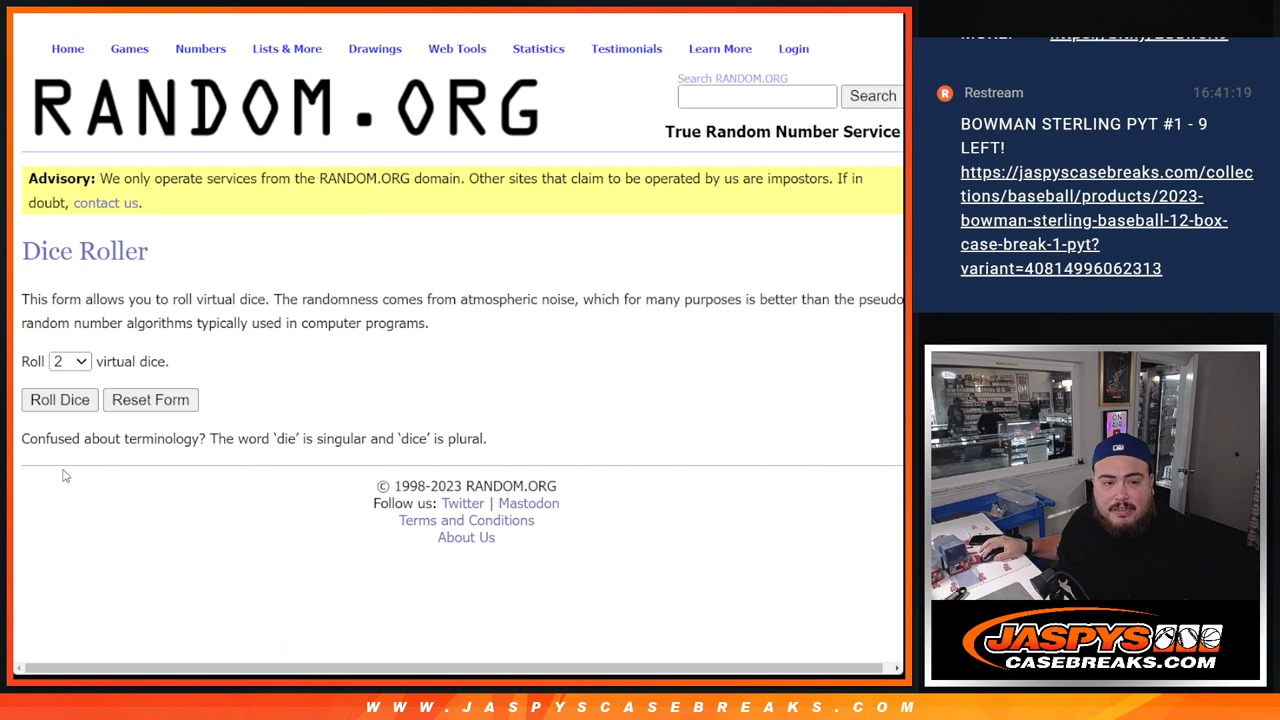 Home Games Numbers Lists & More Drawings Web Tools Statistics Testimonials Learn More Login
RANDOM.ORG
Search RANDOM.ORG
Search
True Random Number Service
Advisory: We only operate services from the RANDOM.ORG domain. Other sites that claim to be operated by us are impostors. If in
doubt, contact us.
Dice Roller
This form allows you to roll virtual dice. The randomness comes from atmospheric noise, which for many purposes is better than the pseudo
random number algorithms typically used in computer programs.
Roll 2 virtual dice.
Roll Dice Reset Form
Confused about terminology? The word ‘die’ is singular and ‘dice’ is plural.
© 1998-2023 RANDOM.ORG
Follow us: Twitter | Mastodon
Terms and Conditions
About Us
R Restream 16:41:19
BOWMAN STERLING PYT #1 - 9
LEFT!
https://jaspyscasebreaks.com/collec
tions/baseball/products/2023-
bowman-sterling-baseball-12-box-
case-break-1-pyt?
variant=40814996062313
ON
AIR
JASPYS
CASEBREAKS.COM
WWW.JASPYSCASEBREAKS.COM